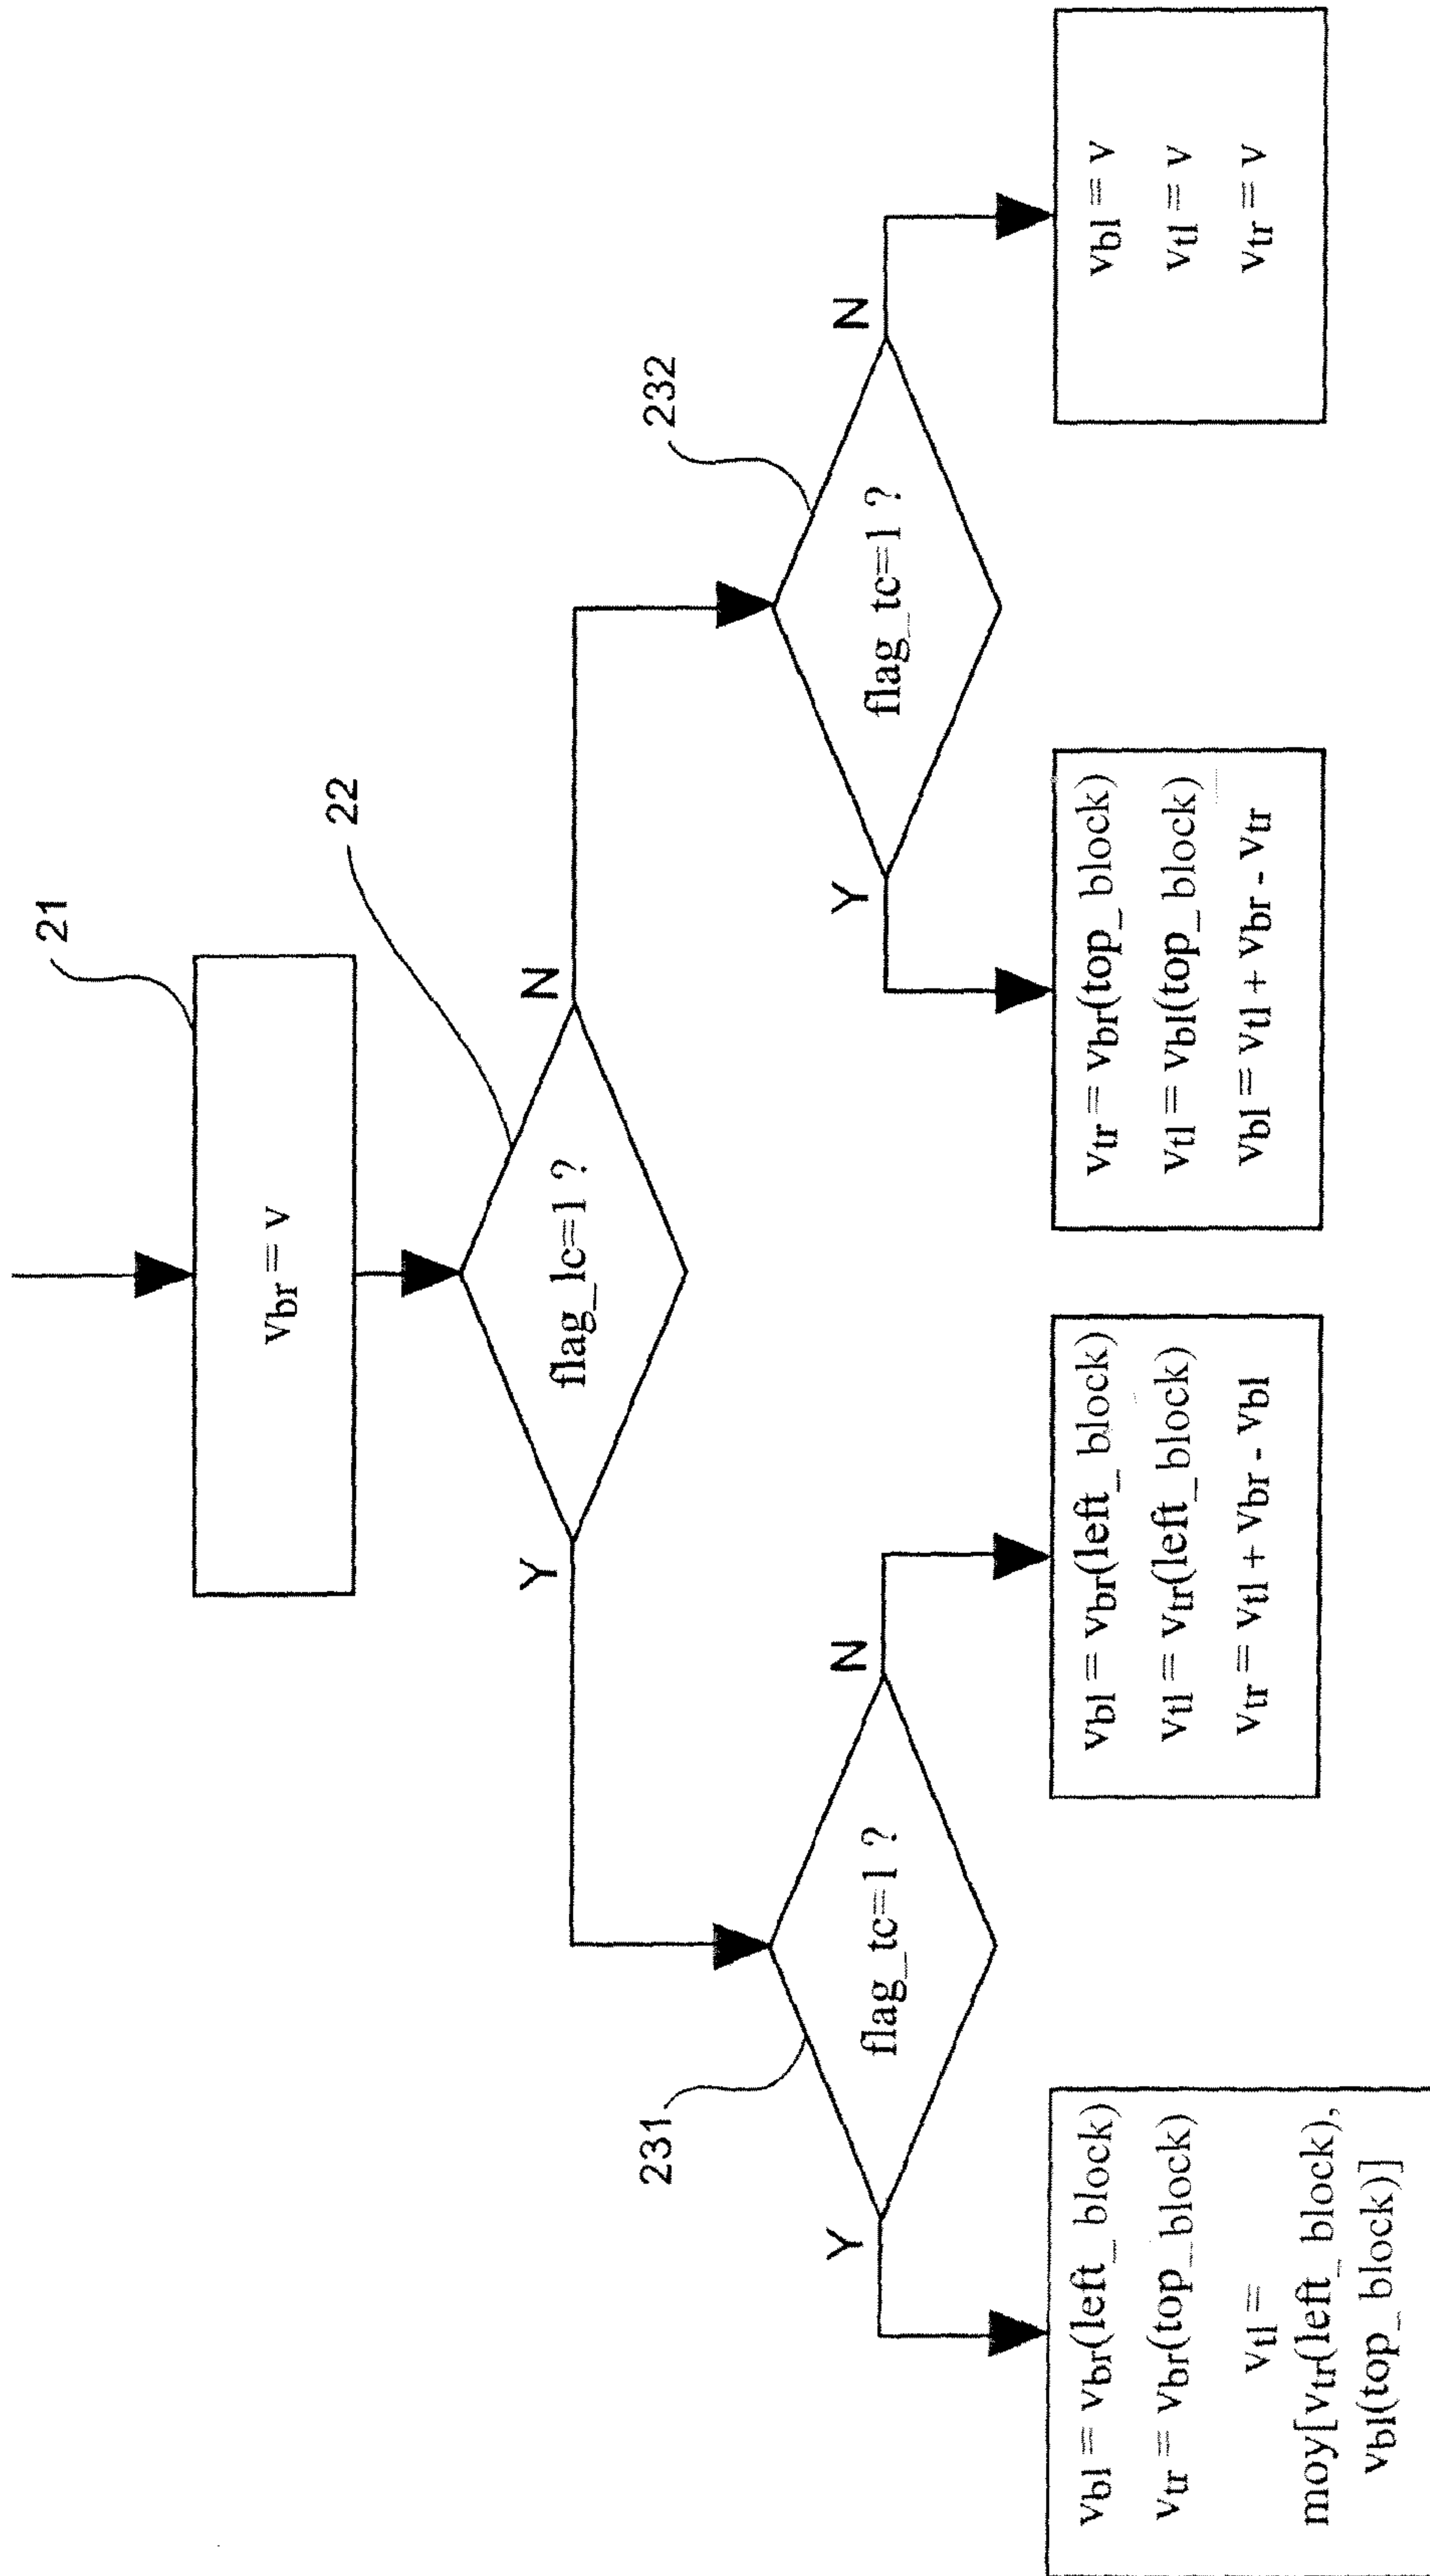 21
vbr = v
22
flag_lc=1 ?
Y
N
231
flag_tc=1 ?
Y
N
232
flag_tc=1 ?
Y
N
vbl = vbr(left_block)
vtr = vbr(top_block)
vtl =
moy[vtr(left_block),
vbl(top_block)]
vbl = vbr(left_block)
vtl = vtr(left_block)
vtr = vtl + vbr - vbl
vtr = vbr(top_block)
vtl = vbl(top_block)
vbl = vtl + vbr - vtr
vbl = v
vtl = v
vtr = v